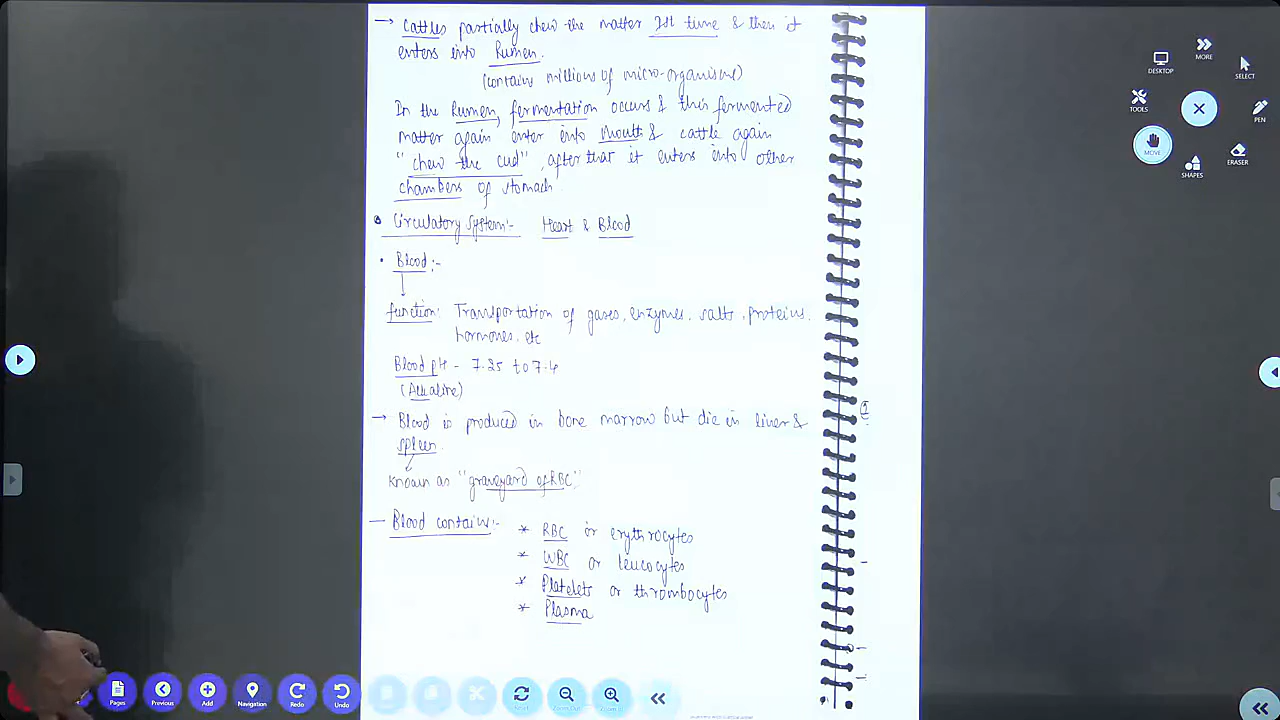 → Cattles partially chew the matter 1st time & then it
enters into Rumen.
(contains millions of micro-organisms)
In the Rumen, fermentation occurs & this fermented
matter again enter into Mouth & cattle again
"chew the cud", after that it enters into other
chambers of stomach.
Circulatory System:- Heart & Blood
• Blood:-
function: Transportation of gases, enzymes, salts, proteins,
hormones, etc
Blood pH - 7.35 to 7.4
(Alkaline)
→ Blood is produced in bone marrow but die in liver &
spleen
known as "graveyard of RBC".
— Blood contains:-
* RBC or erythrocytes
* WBC or leucocytes
* Platelets or thrombocytes
* Plasma
DESKTOP
MORE
SELECT
TOOLS
PEN
MOVE
SHAPES
ERASER
Previous
Add
Navigation
Redo
Undo